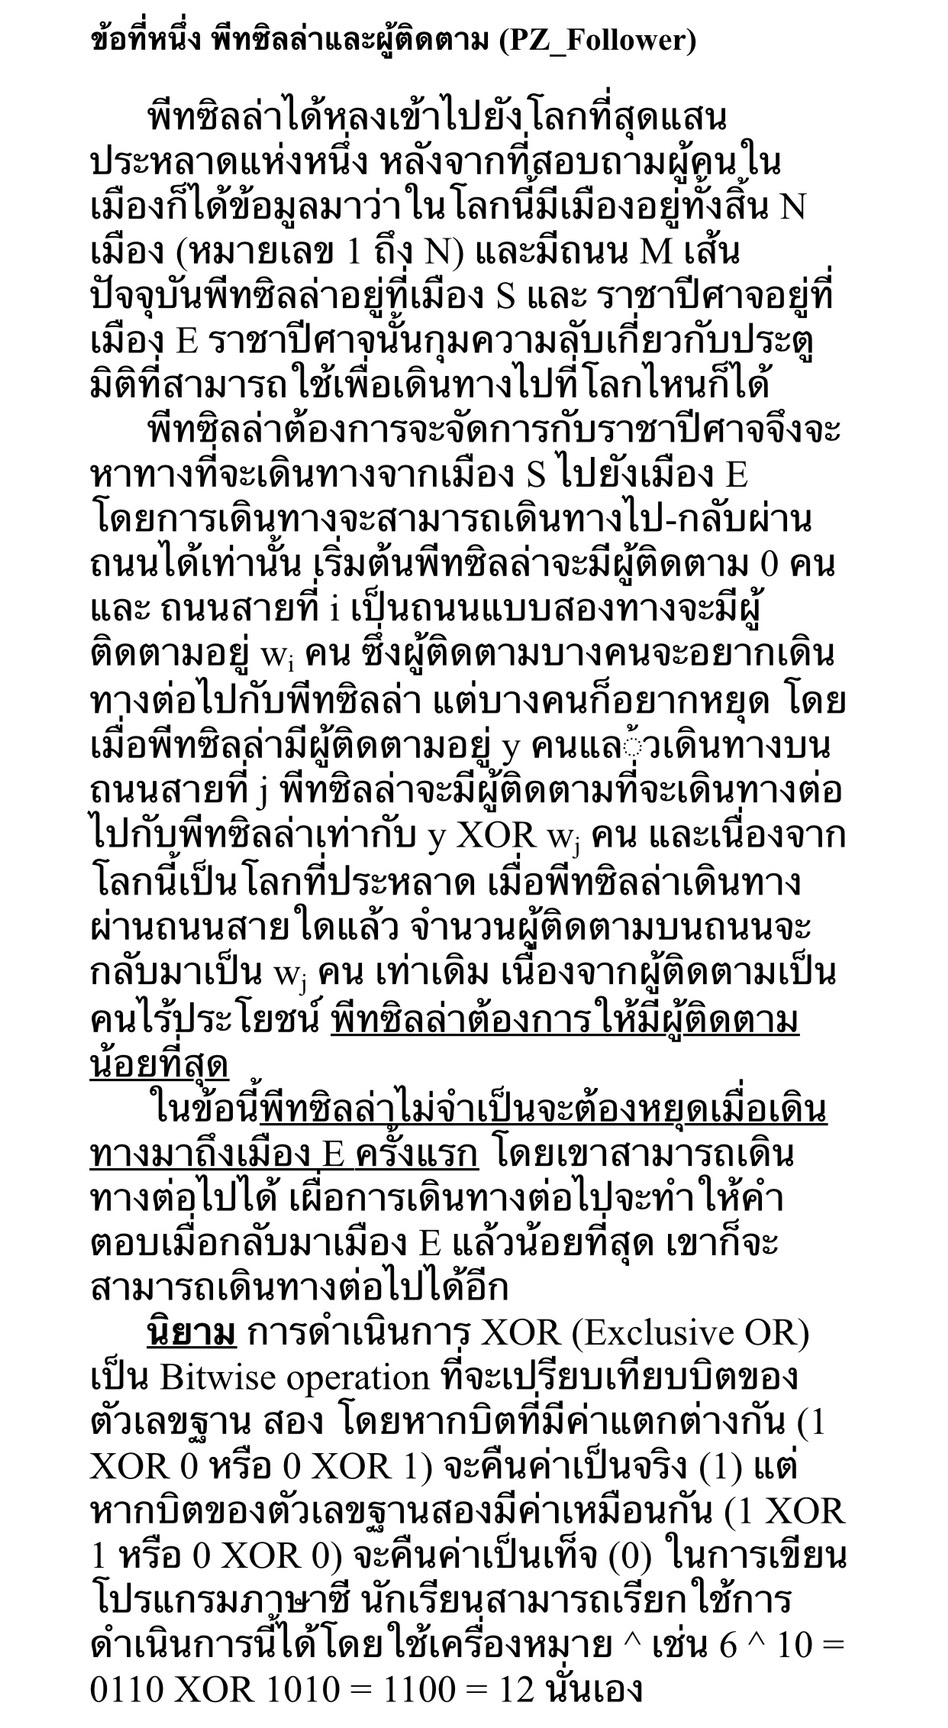 ข้อที่หนึ่ง พีทซิลล่าและผู้ติดตาม (PZ_Follower)
พีทซิลล่าได้หลงเข้าไปยังโลกที่สุดแสน
ประหลาดแห่งหนึ่ง หลังจากที่สอบถามผู้คนใน
เมืองก็ได้ข้อมูลมาว่าในโลกนี้มีเมืองอยู่ทั้งสิ้น N
เมือง (หมายเลข 1 ถึง N) และมีถนน M เส้น
ปัจจุบันพีทซิลล่าอยู่ที่เมือง S และ ราชาปีศาจอยู่ที่
เมือง E ราชาปีศาจนั้นกุมความลับเกี่ยวกับประตู
มิติที่สามารถใช้เพื่อเดินทางไปที่โลกไหนก็ได้
พีทซิลล่าต้องการจะจัดการกับราชาปีศาจจึงจะ
หาทางที่จะเดินทางจากเมือง S ไปยังเมือง E
โดยการเดินทางจะสามารถเดินทางไป-กลับผ่าน
ถนนได้เท่านั้น เริ่มต้นพีทซิลล่าจะมีผู้ติดตาม 0 คน
และ ถนนสายที่ i เป็นถนนแบบสองทางจะมีผู้
ติดตามอยู่ wᵢ คน ซึ่งผู้ติดตามบางคนจะอยากเดิน
ทางต่อไปกับพีทซิลล่า แต่บางคนก็อยากหยุด โดย
เมื่อพีทซิลล่ามีผู้ติดตามอยู่ y คนแล◌้วเดินทางบน
ถนนสายที่ j พีทซิลล่าจะมีผู้ติดตามที่จะเดินทางต่อ
ไปกับพีทซิลล่าเท่ากับ y XOR wⱼ คน และเนื่องจาก
โลกนี้เป็นโลกที่ประหลาด เมื่อพีทซิลล่าเดินทาง
ผ่านถนนสายใดแล้ว จำนวนผู้ติดตามบนถนนจะ
กลับมาเป็น wⱼ คน เท่าเดิม เนื่องจากผู้ติดตามเป็น
คนไร้ประโยชน์ พีทซิลล่าต้องการให้มีผู้ติดตาม
น้อยที่สุด
ในข้อนี้พีทซิลล่าไม่จำเป็นจะต้องหยุดเมื่อเดิน
ทางมาถึงเมือง E ครั้งแรก โดยเขาสามารถเดิน
ทางต่อไปได้ เผื่อการเดินทางต่อไปจะทำให้คำ
ตอบเมื่อกลับมาเมือง E แล้วน้อยที่สุด เขาก็จะ
สามารถเดินทางต่อไปได้อีก
นิยาม การดำเนินการ XOR (Exclusive OR)
เป็น Bitwise operation ที่จะเปรียบเทียบบิตของ
ตัวเลขฐาน สอง โดยหากบิตที่มีค่าแตกต่างกัน (1
XOR 0 หรือ 0 XOR 1) จะคืนค่าเป็นจริง (1) แต่
หากบิตของตัวเลขฐานสองมีค่าเหมือนกัน (1 XOR
1 หรือ 0 XOR 0) จะคืนค่าเป็นเท็จ (0) ในการเขียน
โปรแกรมภาษาซี นักเรียนสามารถเรียกใช้การ
ดำเนินการนี้ได้โดยใช้เครื่องหมาย ^ เช่น 6 ^ 10 =
0110 XOR 1010 = 1100 = 12 นั่นเอง